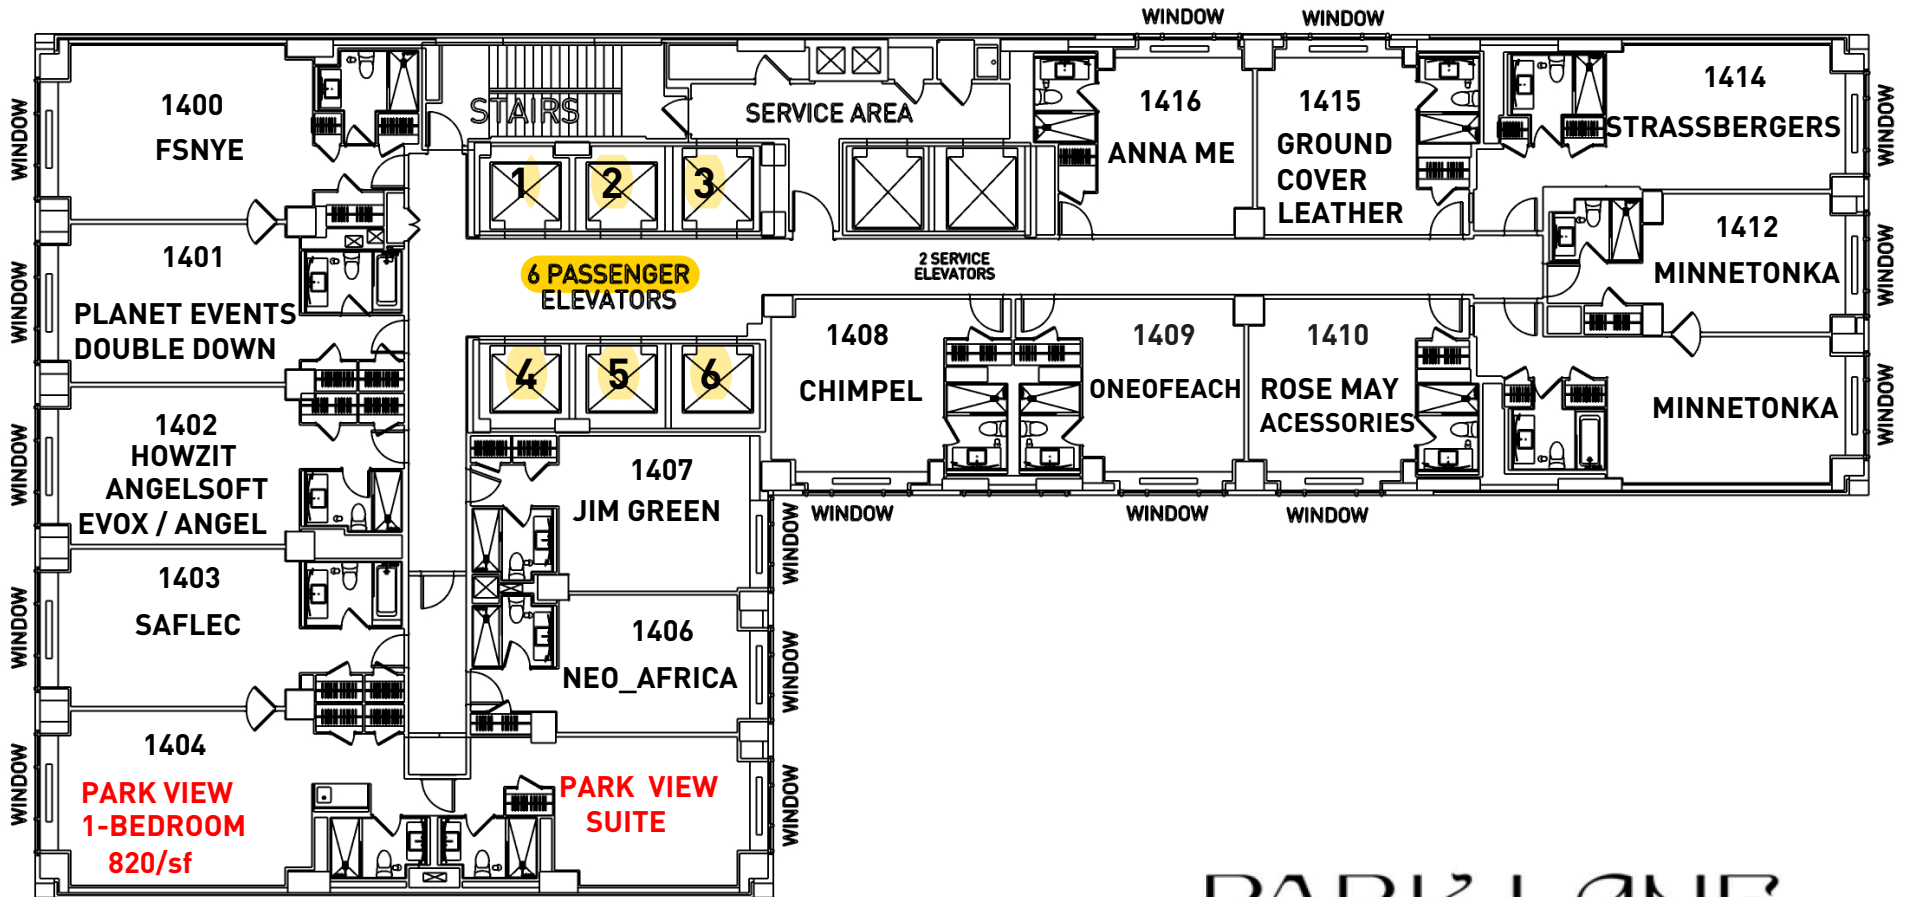 WINDOW
WINDOW
1400
FSNYE
WINDOW
STAIRS
SERVICE AREA
1416
ANNA ME
1415
GROUND
COVER
LEATHER
1414
STRASSBERGERS
WINDOW
1
2
3
1401
PLANET EVENTS
DOUBLE DOWN
WINDOW
6 PASSENGER
ELEVATORS
2 SERVICE
ELEVATORS
1412
MINNETONKA
WINDOW
4
5
6
1408
CHIMPEL
1409
ONEOFEACH
1410
ROSE MAY
ACESSORIES
MINNETONKA
WINDOW
1402
HOWZIT
ANGELSOFT
EVOX / ANGEL
WINDOW
1407
JIM GREEN
WINDOW
WINDOW
WINDOW
WINDOW
1403
SAFLEC
WINDOW
1406
NEO_AFRICA
WINDOW
1404
PARK VIEW
1-BEDROOM
820/sf
WINDOW
PARK VIEW
SUITE
WINDOW
PARK LANE